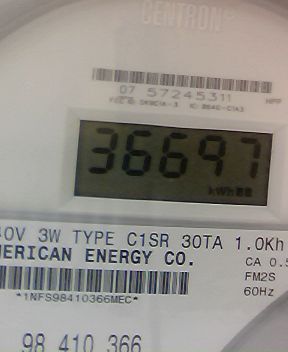 CENTRON®
07 57245311
36697
kWh
40V 3W TYPE C1SR 30TA 1.0Kh
MERICAN ENERGY CO.
CA 0.5
FM2S
*1NFS98410366MEC*
60Hz
98 410 366